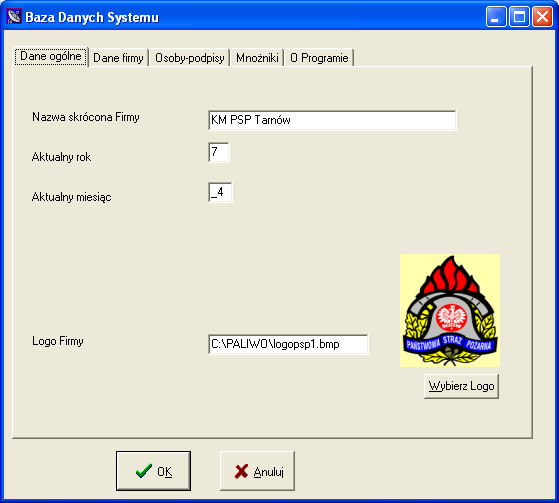 Baza Danych Systemu
Dane ogólne Dane firmy Osoby-podpisy Mnożniki O Programie
Nazwa skrócona Firmy KM PSP Tarnów
Aktualny rok 7
Aktualny miesiąc _4
PAŃSTWOWA STRAŻ POŻARNA
Logo Firmy C:\PALIWO\logopsp1.bmp
Wybierz Logo
OK Anuluj